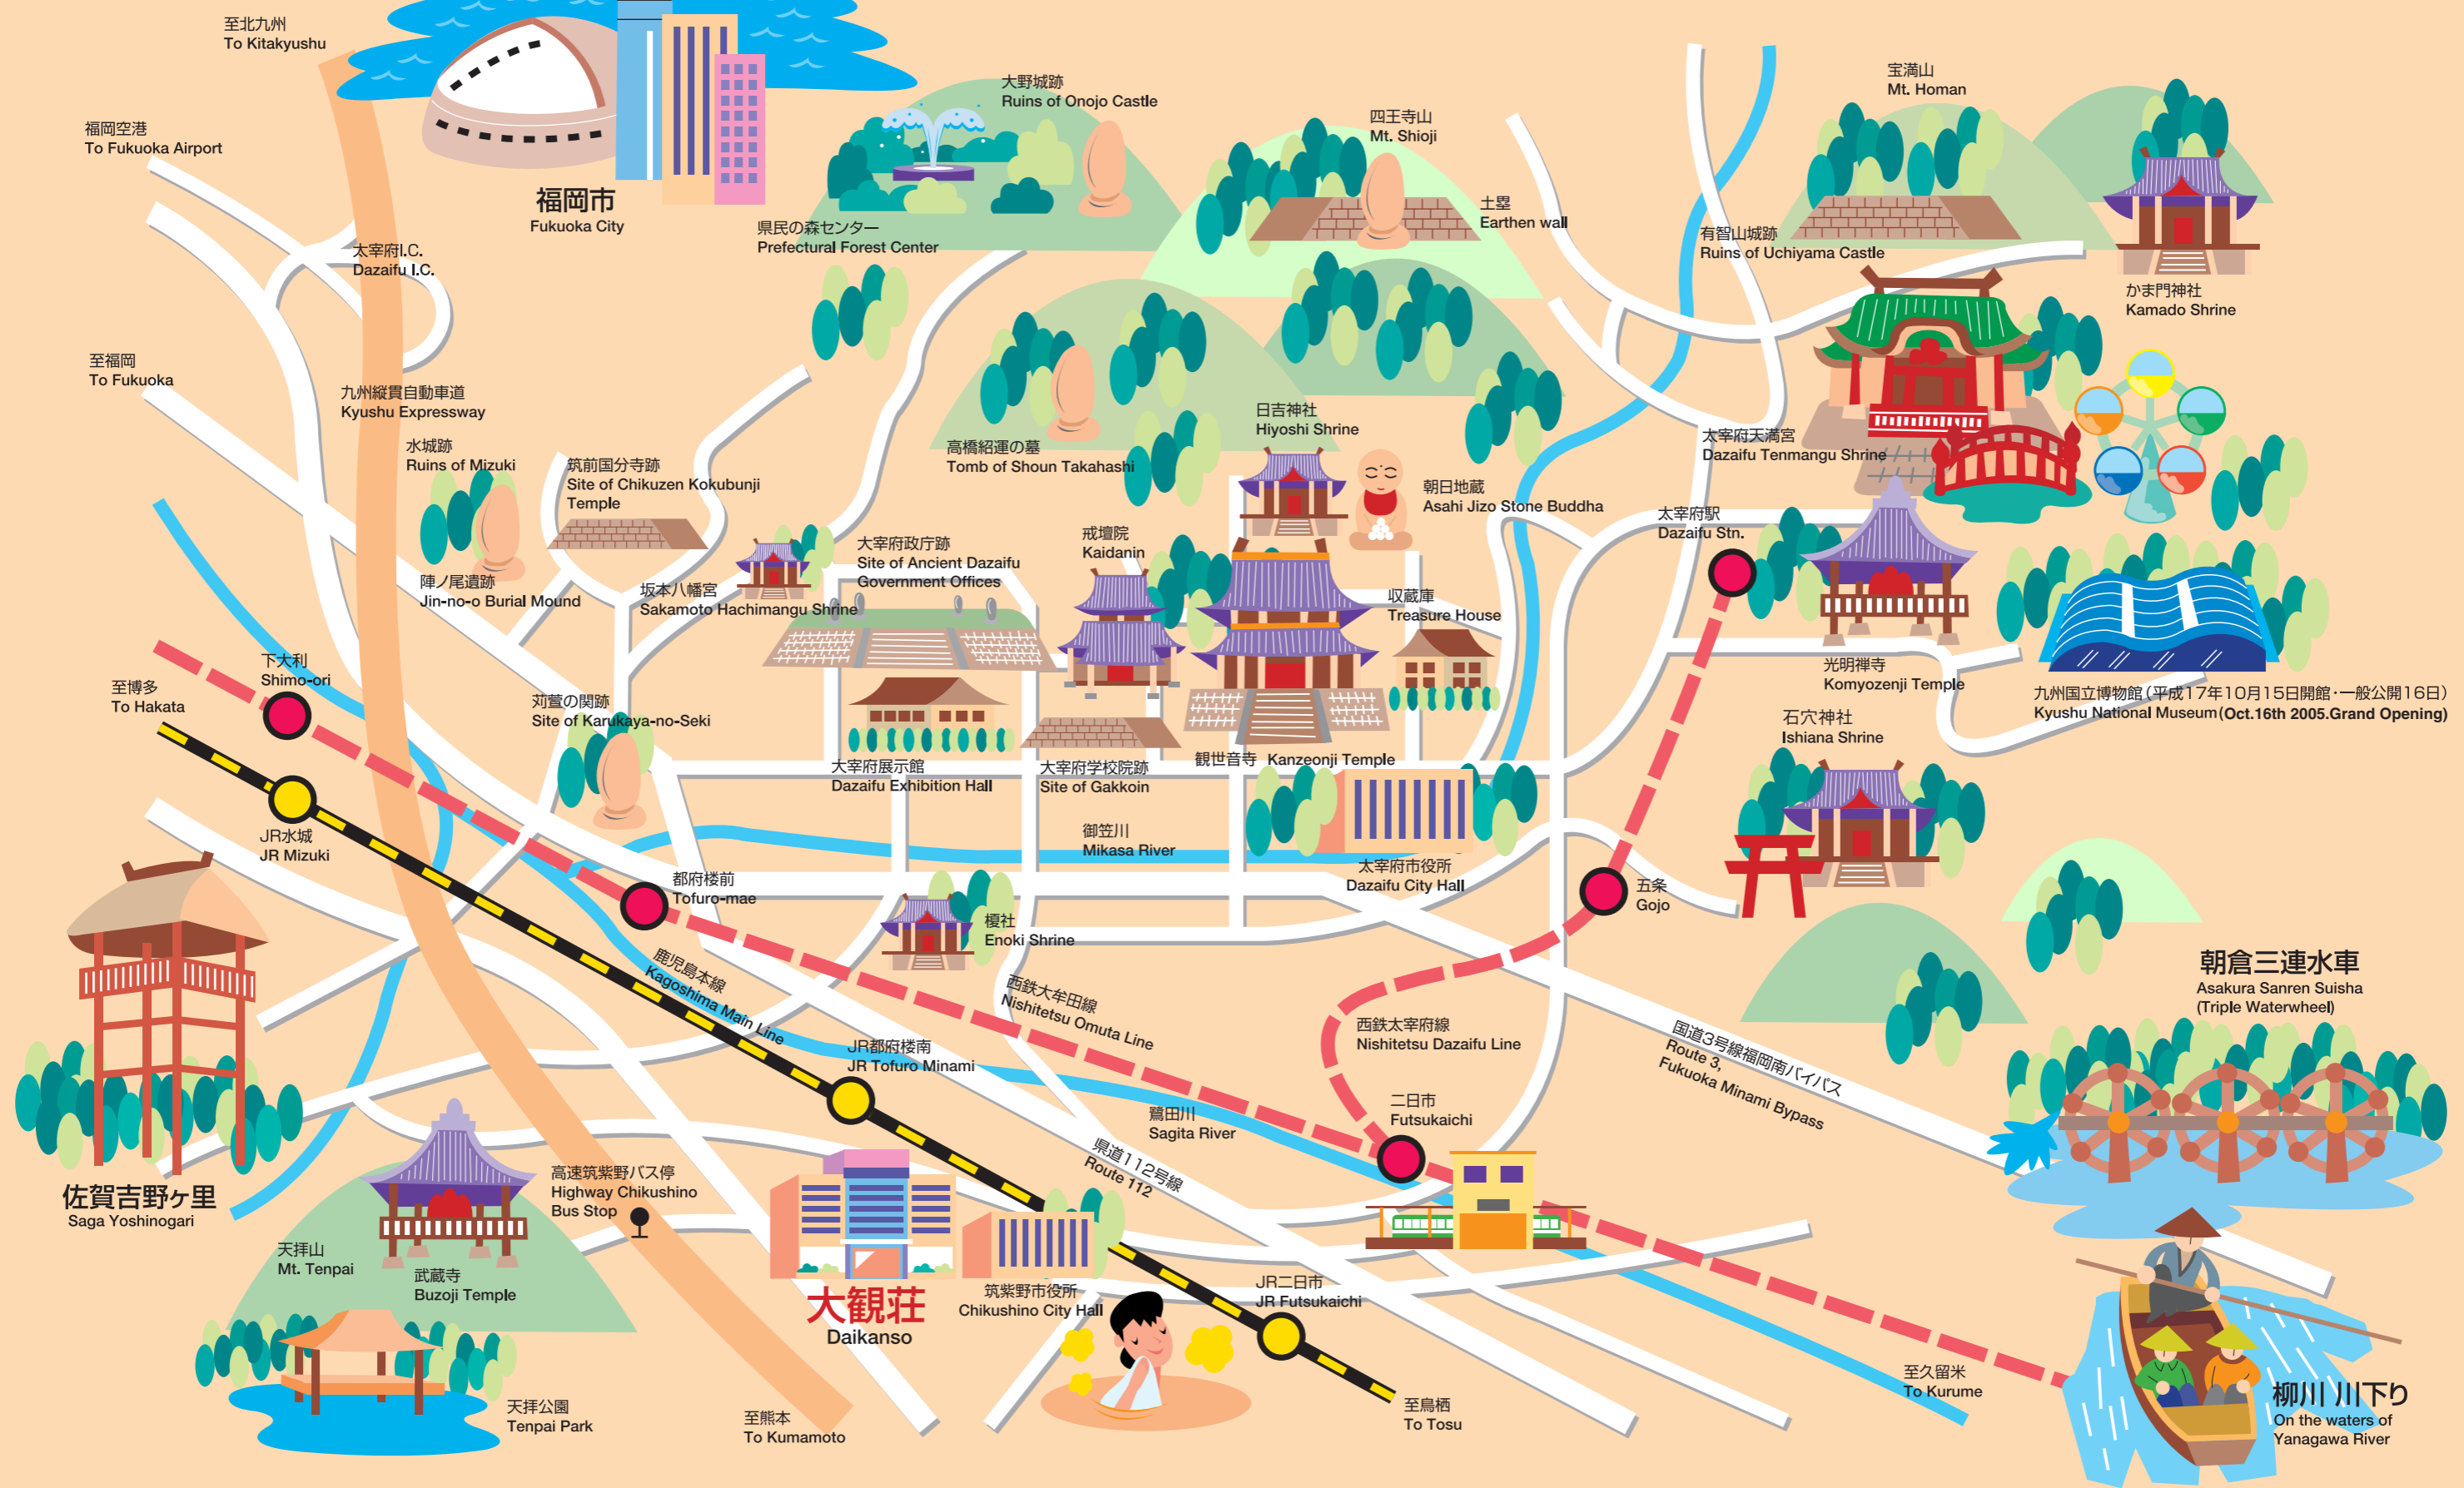 至北九州
To Kitakyushu
福岡空港
To Fukuoka Airport
福岡市
Fukuoka City
太宰府I.C.
Dazaifu I.C.
至福岡
To Fukuoka
九州縦貫自動車道
Kyushu Expressway
大野城跡
Ruins of Onojo Castle
県民の森センター
Prefectural Forest Center
四王寺山
Mt. Shioji
土塁
Earthen wall
宝満山
Mt. Homan
有智山城跡
Ruins of Uchiyama Castle
かま門神社
Kamado Shrine
水城跡
Ruins of Mizuki
筑前国分寺跡
Site of Chikuzen Kokubunji
Temple
高橋紹運の墓
Tomb of Shoun Takahashi
日吉神社
Hiyoshi Shrine
朝日地蔵
Asahi Jizo Stone Buddha
太宰府天満宮
Dazaifu Tenmangu Shrine
太宰府駅
Dazaifu Stn.
陣ノ尾遺跡
Jin-no-o Burial Mound
坂本八幡宮
Sakamoto Hachimangu Shrine
大宰府政庁跡
Site of Ancient Dazaifu
Government Offices
戒壇院
Kaidanin
収蔵庫
Treasure House
光明禅寺
Komyozenji Temple
九州国立博物館(平成17年10月15日開館・一般公開16日)
Kyushu National Museum(Oct.16th 2005.Grand Opening)
下大利
Shimo-ori
至博多
To Hakata
苅萱の関跡
Site of Karukaya-no-Seki
大宰府展示館
Dazaifu Exhibition Hall
大宰府学校院跡
Site of Gakkoin
観世音寺 Kanzeonji Temple
石穴神社
Ishiana Shrine
JR水城
JR Mizuki
御笠川
Mikasa River
太宰府市役所
Dazaifu City Hall
都府楼前
Tofuro-mae
榎社
Enoki Shrine
五条
Gojo
鹿児島本線
Kagoshima Main Line
西鉄大牟田線
Nishitetsu Omuta Line
西鉄太宰府線
Nishitetsu Dazaifu Line
国道3号線福岡南バイパス
Route 3,
Fukuoka Minami Bypass
朝倉三連水車
Asakura Sanren Suisha
(Triple Waterwheel)
JR都府楼南
JR Tofuro Minami
鷺田川
Sagita River
二日市
Futsukaichi
県道112号線
Route 112
佐賀吉野ヶ里
Saga Yoshinogari
高速筑紫野バス停
Highway Chikushino
Bus Stop
天拝山
Mt. Tenpai
武蔵寺
Buzoji Temple
大観荘
Daikanso
筑紫野市役所
Chikushino City Hall
JR二日市
JR Futsukaichi
天拝公園
Tenpai Park
至熊本
To Kumamoto
至鳥栖
To Tosu
至久留米
To Kurume
柳川 川下り
On the waters of
Yanagawa River